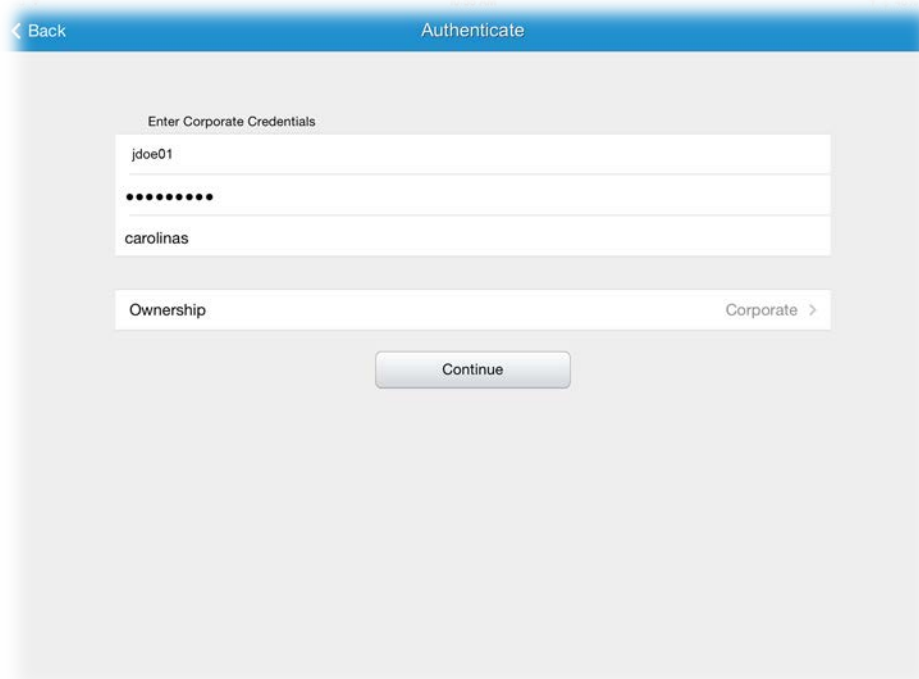 Back
Authenticate
Enter Corporate Credentials
jdoe01
•••••••••
carolinas
Ownership
Corporate
Continue